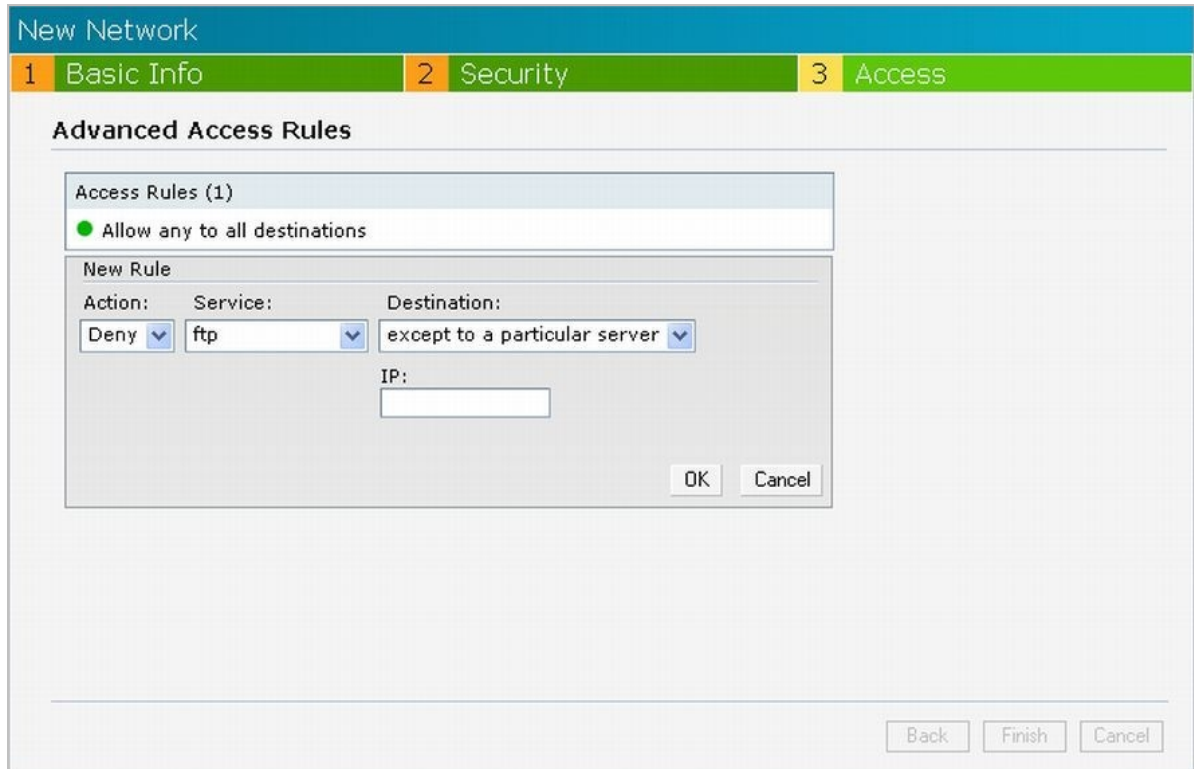 New Network
1 Basic Info 2 Security 3 Access
Advanced Access Rules
Access Rules (1)
Allow any to all destinations
New Rule
Action: Service: Destination:
Deny ftp except to a particular server
IP:
OK Cancel
Back Finish Cancel